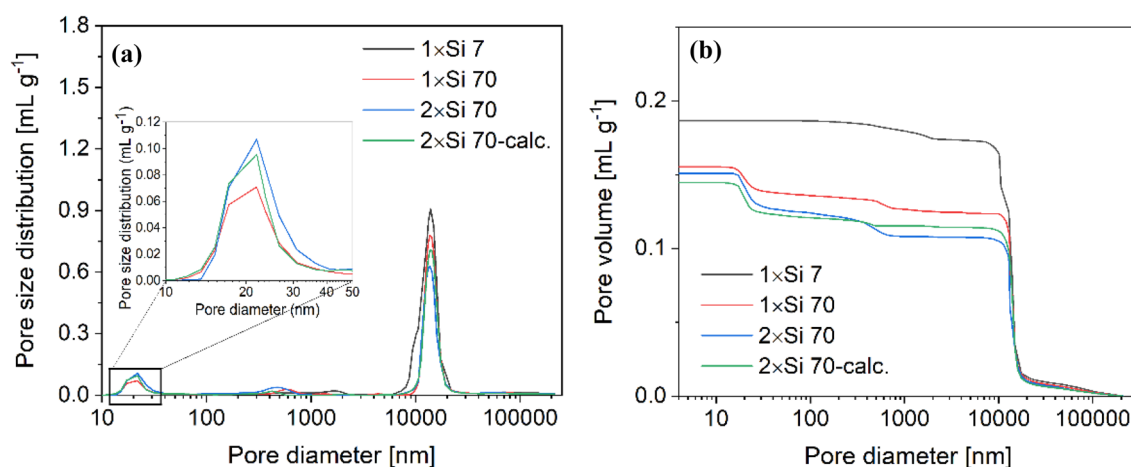 (a)
1×Si 7
1×Si 70
2×Si 70
2×Si 70-calc.
Pore size distribution [mL g⁻¹]
1.8
1.5
1.2
0.9
0.6
0.3
0.0
10
100
1000
10000
100000
Pore diameter [nm]
Pore size distribution (mL g⁻¹)
0.12
0.10
0.08
0.06
0.04
0.02
0.00
10
20
30
40
50
Pore diameter (nm)
(b)
Pore volume [mL g⁻¹]
0.2
0.1
0.0
1×Si 7
1×Si 70
2×Si 70
2×Si 70-calc.
10
100
1000
10000
100000
Pore diameter [nm]